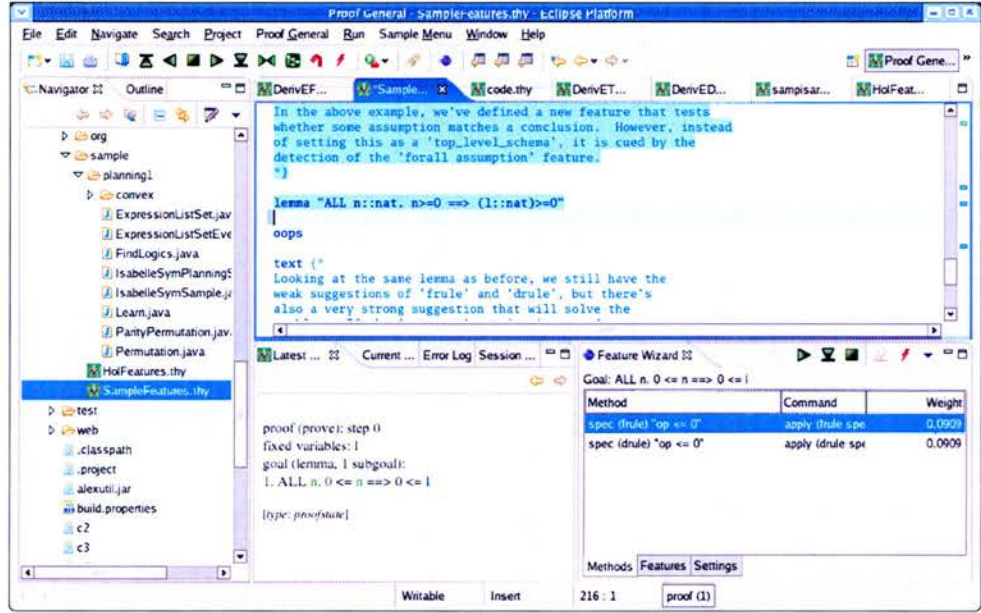 Proof General - SampleFeatures.thy - Eclipse Platform
File Edit Navigate Search Project Proof General Run Sample Menu Window Help
Proof Gene... »
Navigator Outline
DerivEF... *Sample... code.thy DerivET... DerivED... sampisar... HolFeat...
org
sample
planning1
convex
ExpressionListSet.jav
ExpressionListSetEve
FindLogics.java
IsabelleSymPlanningS
IsabelleSymSample.ja
Learn.java
ParityPermutation.jav.
Permutation.java
HolFeatures.thy
SampleFeatures.thy
test
web
.classpath
.project
alexutil.jar
build.properties
c2
c3
In the above example, we've defined a new feature that tests
whether some assumption matches a conclusion. However, instead
of setting this as a 'top_level_schema', it is cued by the
detection of the 'forall assumption' feature.
*}
lemma "ALL n::nat. n>=0 ==> (l::nat)>=0"
oops
text {*
Looking at the same lemma as before, we still have the
weak suggestions of 'frule' and 'drule', but there's
also a very strong suggestion that will solve the
Latest ... Current ... Error Log Session ...
proof (prove): step 0
fixed variables: l
goal (lemma, 1 subgoal):
1. ALL n. 0 <= n ==> 0 <= l
[type: proofstate]
Feature Wizard
Goal: ALL n. 0 <= n ==> 0 <= l
Method Command Weight
spec (frule) "op <= 0" apply (frule spe 0.0909
spec (drule) "op <= 0" apply (drule spe 0.0909
Methods Features Settings
Writable Insert 216 : 1 proof (1)